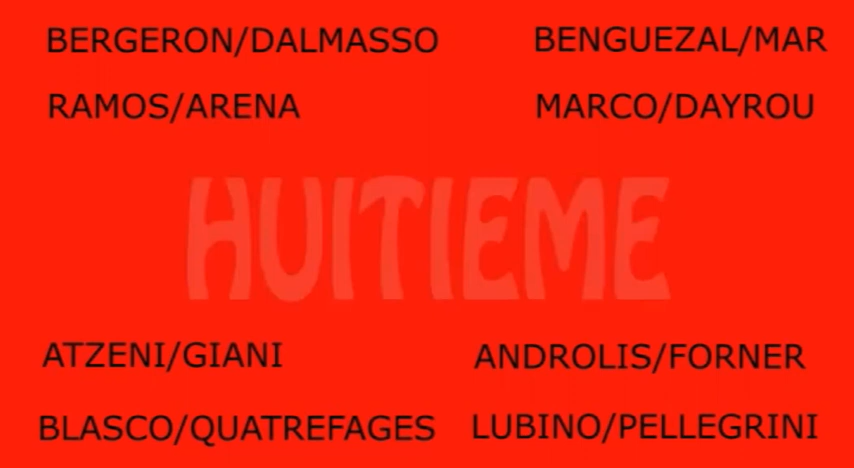 BERGERON/DALMASSO
BENGUEZAL/MAR
RAMOS/ARENA
MARCO/DAYROU
HUITIEME
ATZENI/GIANI
ANDROLIS/FORNER
BLASCO/QUATREFAGES
LUBINO/PELLEGRINI